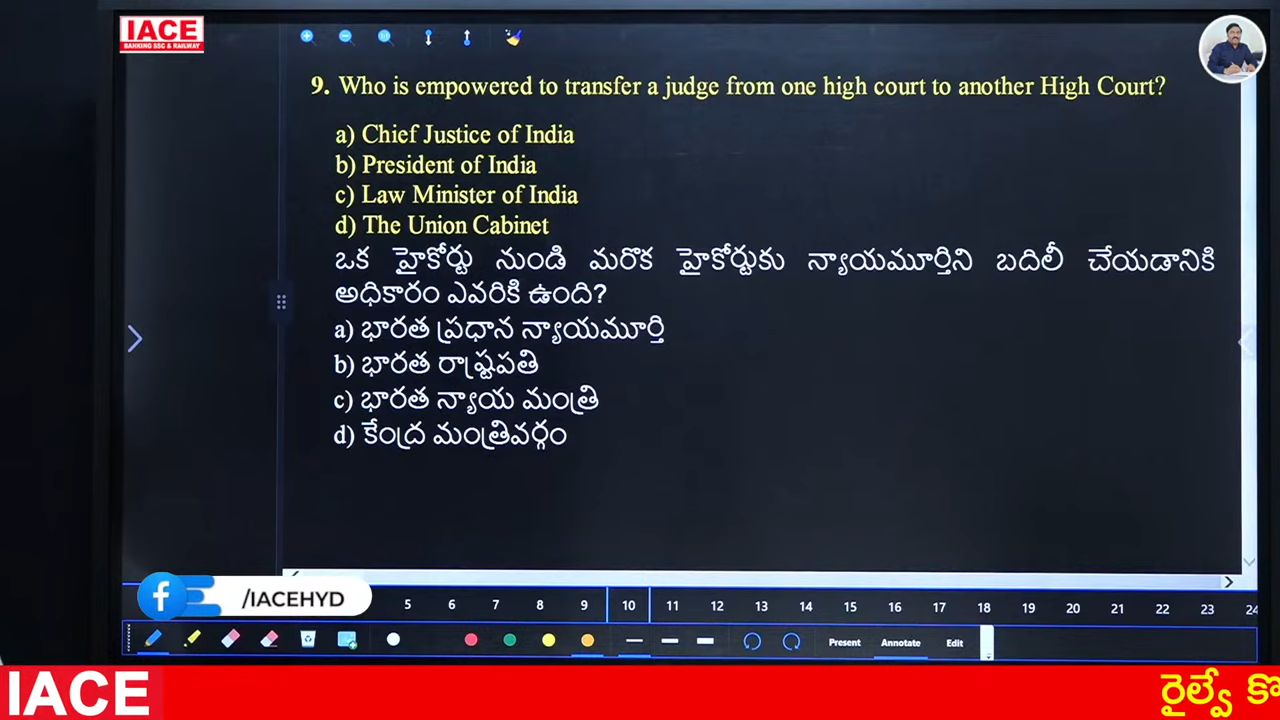 IACE
BANKING SSC & RAILWAY
9. Who is empowered to transfer a judge from one high court to another High Court?
a) Chief Justice of India
b) President of India
c) Law Minister of India
d) The Union Cabinet
ఒక హైకోర్టు నుండి మరొక హైకోర్టుకు న్యాయమూర్తిని బదిలీ చేయడానికి
అధికారం ఎవరికి ఉంది?
a) భారత ప్రధాన న్యాయమూర్తి
b) భారత రాష్ట్రపతి
c) భారత న్యాయ మంత్రి
d) కేంద్ర మంత్రివర్గం
/IACEHYD 5 6 7 8 9 10 11 12 13 14 15 16 17 18 19 20 21 22 23 24
Present Annotate Edit
IACE రైల్వే కొ